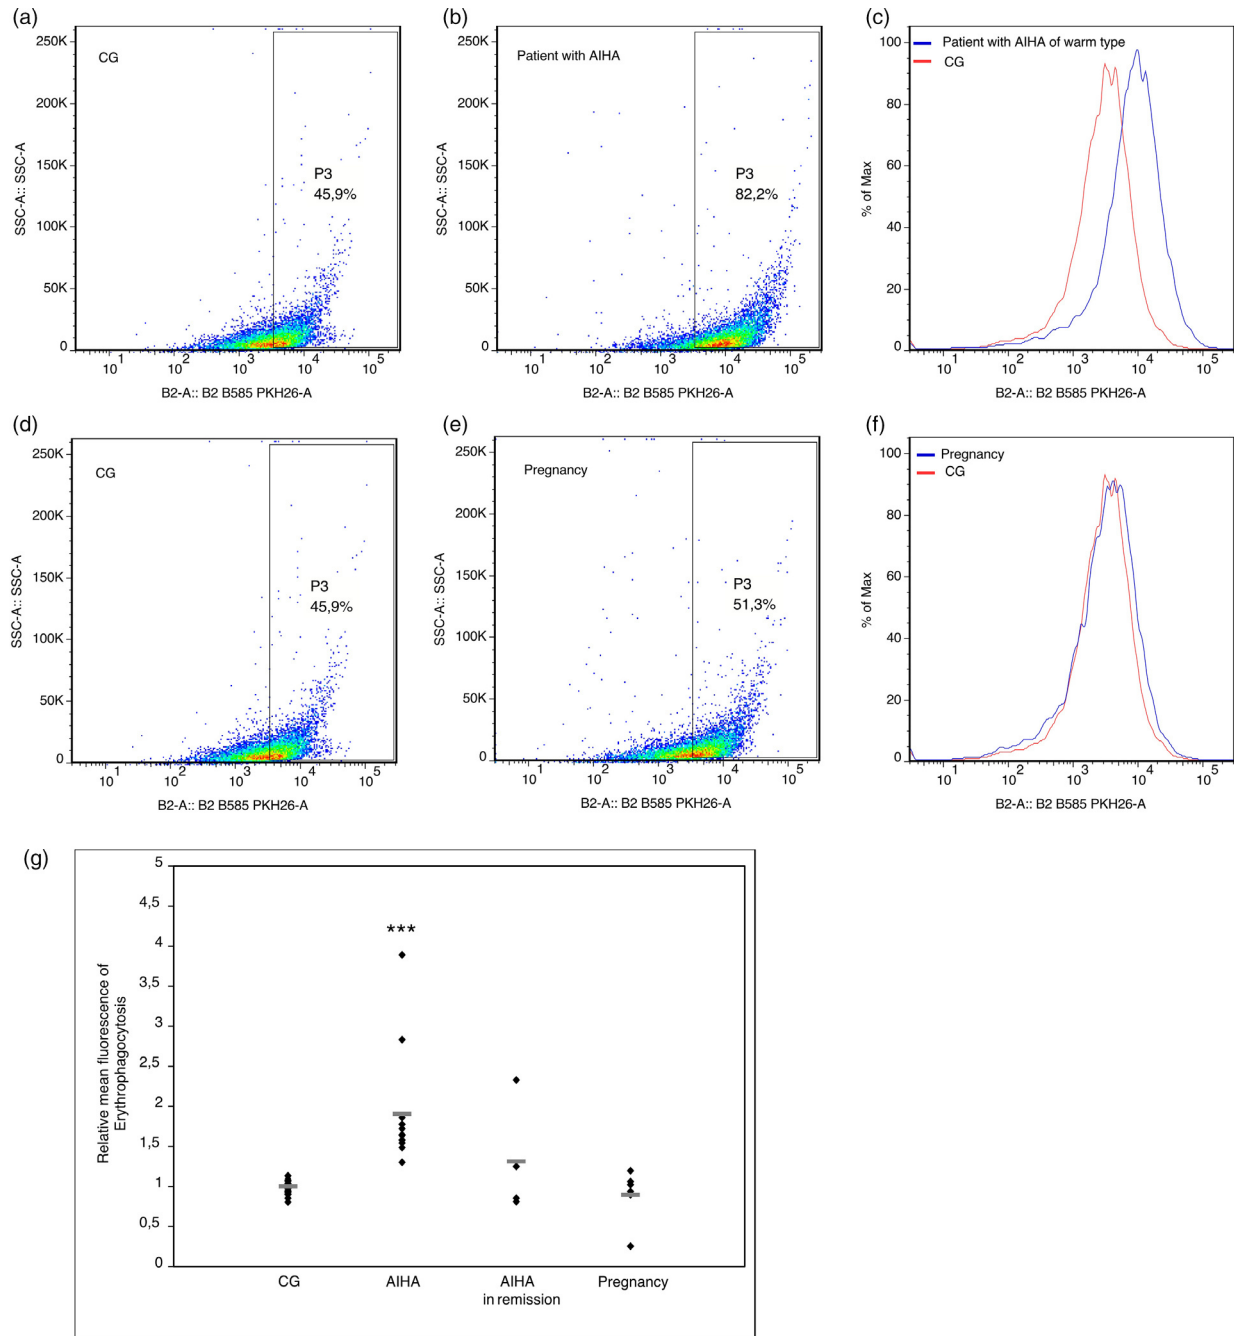 (a)
250K
200K
150K
100K
50K
0
CG
P3
45,9%
SSC-A:: SSC-A
10^1 10^2 10^3 10^4 10^5
B2-A:: B2 B585 PKH26-A
(b)
250K
200K
150K
100K
50K
0
Patient with AIHA
P3
82,2%
SSC-A:: SSC-A
10^1 10^2 10^3 10^4 10^5
B2-A:: B2 B585 PKH26-A
(c)
Patient with AIHA of warm type
CG
100
80
60
40
20
0
% of Max
10^1 10^2 10^3 10^4 10^5
B2-A:: B2 B585 PKH26-A
(d)
250K
200K
150K
100K
50K
0
CG
P3
45,9%
SSC-A:: SSC-A
10^1 10^2 10^3 10^4 10^5
B2-A:: B2 B585 PKH26-A
(e)
250K
200K
150K
100K
50K
0
Pregnancy
P3
51,3%
SSC-A:: SSC-A
10^1 10^2 10^3 10^4 10^5
B2-A:: B2 B585 PKH26-A
(f)
Pregnancy
CG
100
80
60
40
20
0
% of Max
10^1 10^2 10^3 10^4 10^5
B2-A:: B2 B585 PKH26-A
(g)
Relative mean fluorescence of
Erythrophagocytosis
5
4,5
4
3,5
3
2,5
2
1,5
1
0,5
0
***
CG AIHA AIHA Pregnancy
in remission